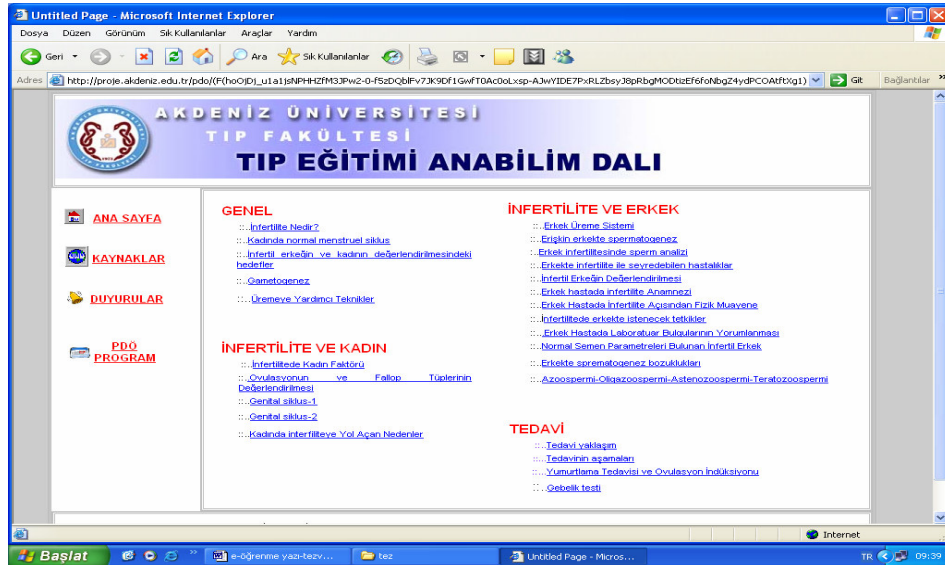 Untitled Page - Microsoft Internet Explorer
Dosya Düzen Görünüm Sık Kullanılanlar Araçlar Yardım
Geri Ara Sık Kullanılanlar
Adres Git Bağlantılar »
AKDENİZ ÜNİVERSİTESİ
TIP FAKÜLTESİ
TIP EĞİTİMİ ANABİLİM DALI
ANA SAYFA
KAYNAKLAR
DUYURULAR
PDÖ
PROGRAM
GENEL
::..İnfertilite Nedir?
::..Kadında normal menstruel siklus
::..İnfertil erkeğin ve kadının değerlendirilmesindeki
hedefler
::..Gametogenez
::...Üremeye Yardımcı Teknikler
İNFERTİLİTE VE KADIN
::..İnfertilitede Kadın Faktörü
::..Ovulasyonun ve Fallop Tüplerinin
Değerlendirilmesi
::..Genital siklus-1
::..Genital siklus-2
::..Kadında interfiliteye Yol Açan Nedenler
İNFERTİLİTE VE ERKEK
::..Erkek Üreme Sistemi
::..Erişkin erkekte spermatogenez
::.Erkek infertilitesinde sperm analizi
::..Erkekte infertilite ile seyredebilen hastalıklar
::..İnfertil Erkeğin Değerlendirilmesi
::..Erkek hastada infertilite Anamnezi
::..Erkek Hastada İnfertilite Açısından Fizik Muayene
::..İnfertilitede erkekte istenecek tetkikler
::...Erkek Hastada Laboratuar Bulgularının Yorumlanması
::..Normal Semen Parametreleri Bulunan İnfertil Erkek
::..Erkekte sprematogenez bozuklukları
::..Azoospermi-Oligazoospermi-Astenozoospermi-Teratozoospermi
TEDAVİ
::..Tedavi yaklaşım
::...Tedavinin aşamaları
::...Yumurtlama Tedavisi ve Ovulasyon İndüksiyonu
::..Gebelik testi
Internet
Başlat » e-öğrenme yazı-tezv... tez Untitled Page - Micros... TR 09:39